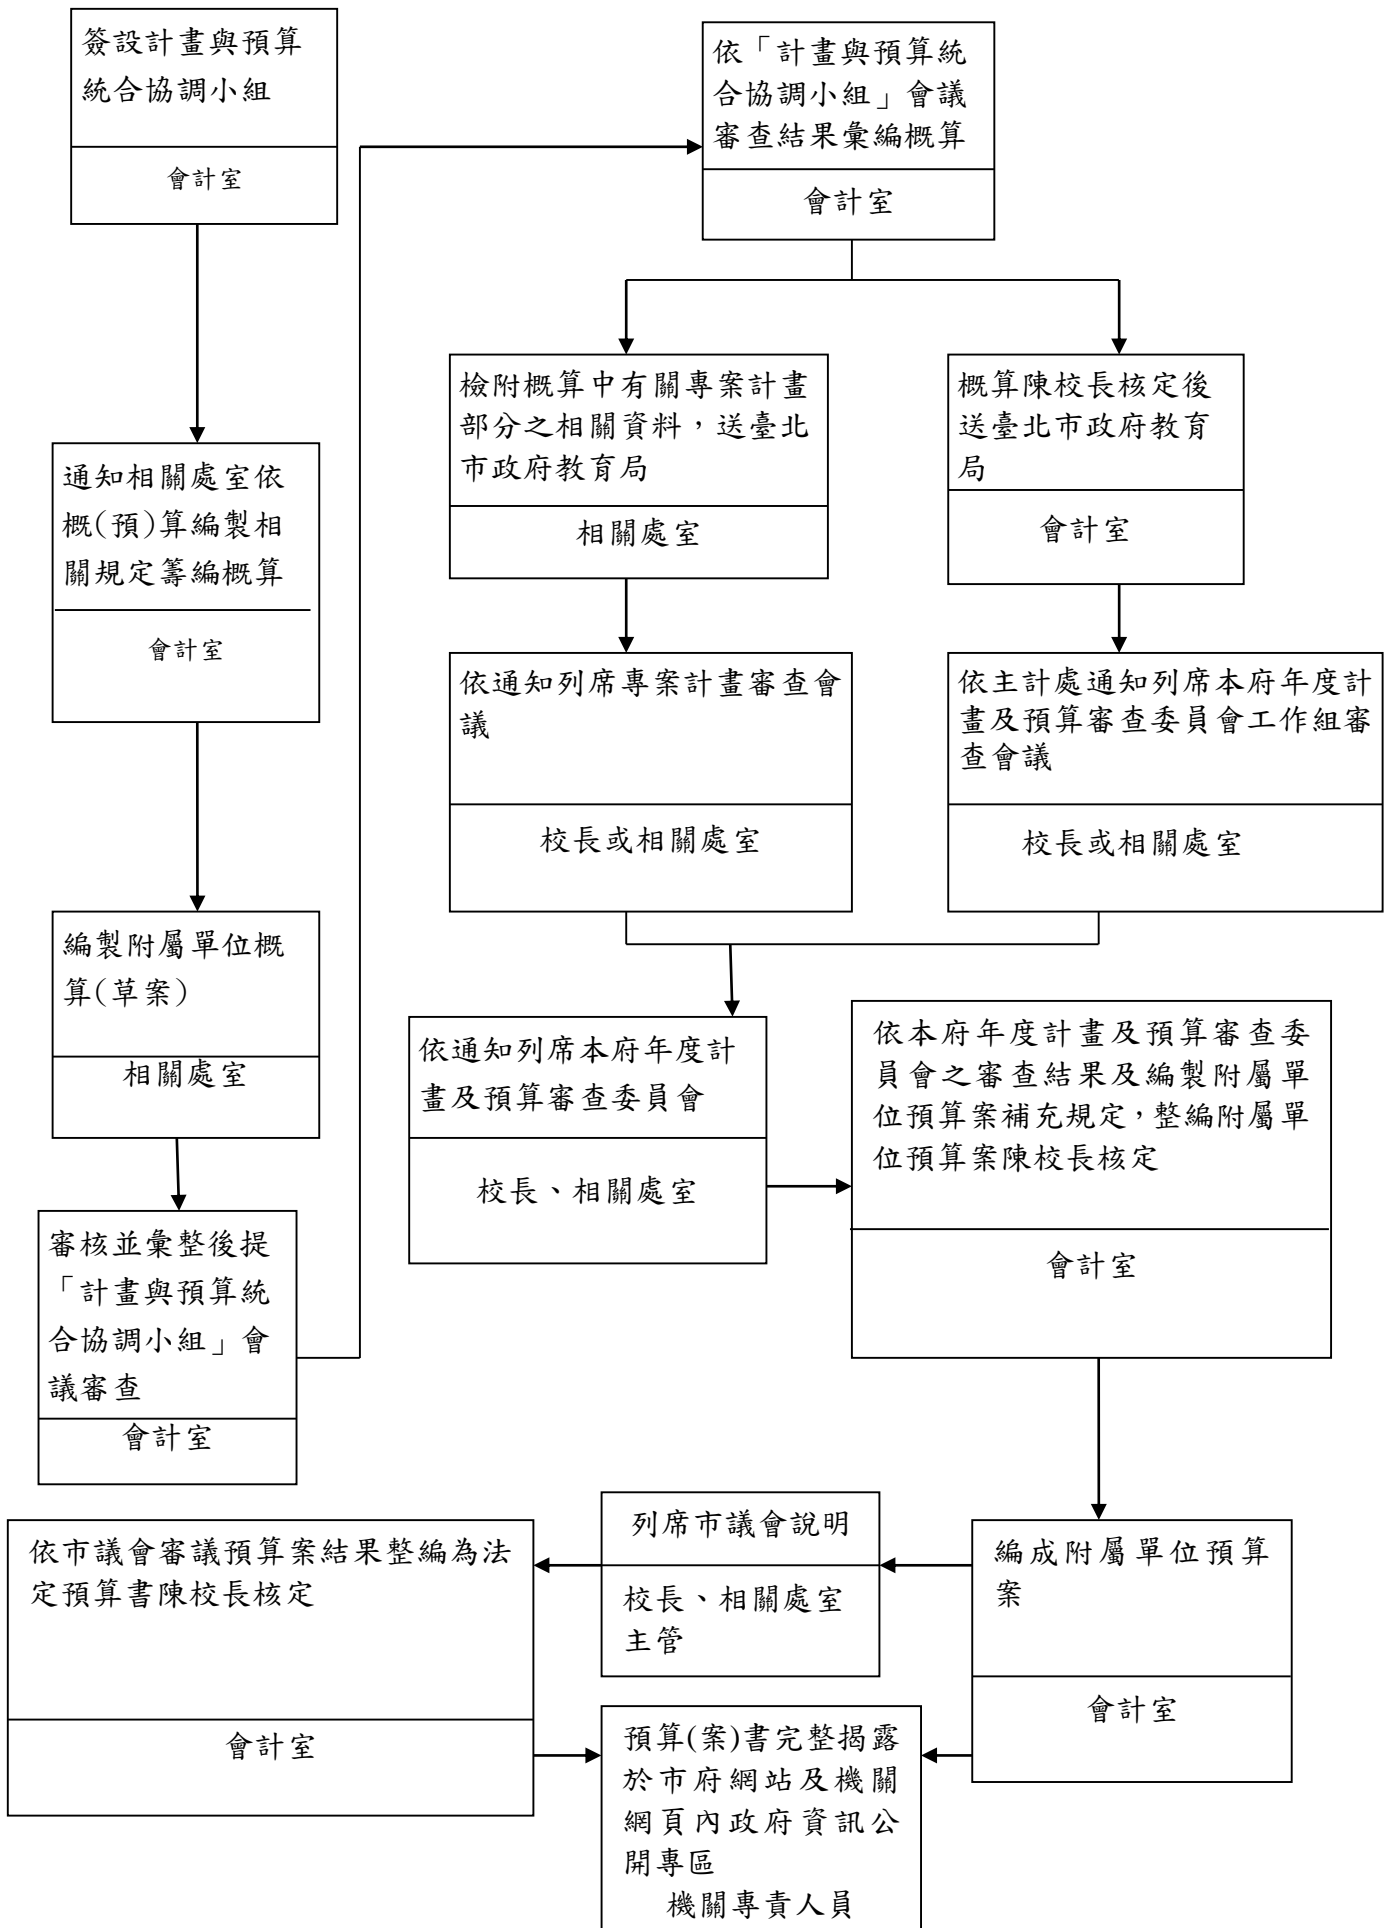 簽設計畫與預算
統合協調小組
會計室
通知相關處室依
概(預)算編製相
關規定籌編概算
會計室
編製附屬單位概
算(草案)
相關處室
審核並彙整後提
「計畫與預算統
合協調小組」會
議審查
會計室
依「計畫與預算統
合協調小組」會議
審查結果彙編概算
會計室
檢附概算中有關專案計畫
部分之相關資料，送臺北
市政府教育局
相關處室
概算陳校長核定後
送臺北市政府教育
局
會計室
依通知列席專案計畫審查會
議
校長或相關處室
依主計處通知列席本府年度計
畫及預算審查委員會工作組審
查會議
校長或相關處室
依通知列席本府年度計
畫及預算審查委員會
校長、相關處室
依本府年度計畫及預算審查委
員會之審查結果及編製附屬單
位預算案補充規定，整編附屬單
位預算案陳校長核定
會計室
編成附屬單位預算
案
會計室
列席市議會說明
校長、相關處室
主管
依市議會審議預算案結果整編為法
定預算書陳校長核定
會計室
預算(案)書完整揭露
於市府網站及機關
網頁內政府資訊公
開專區
機關專責人員